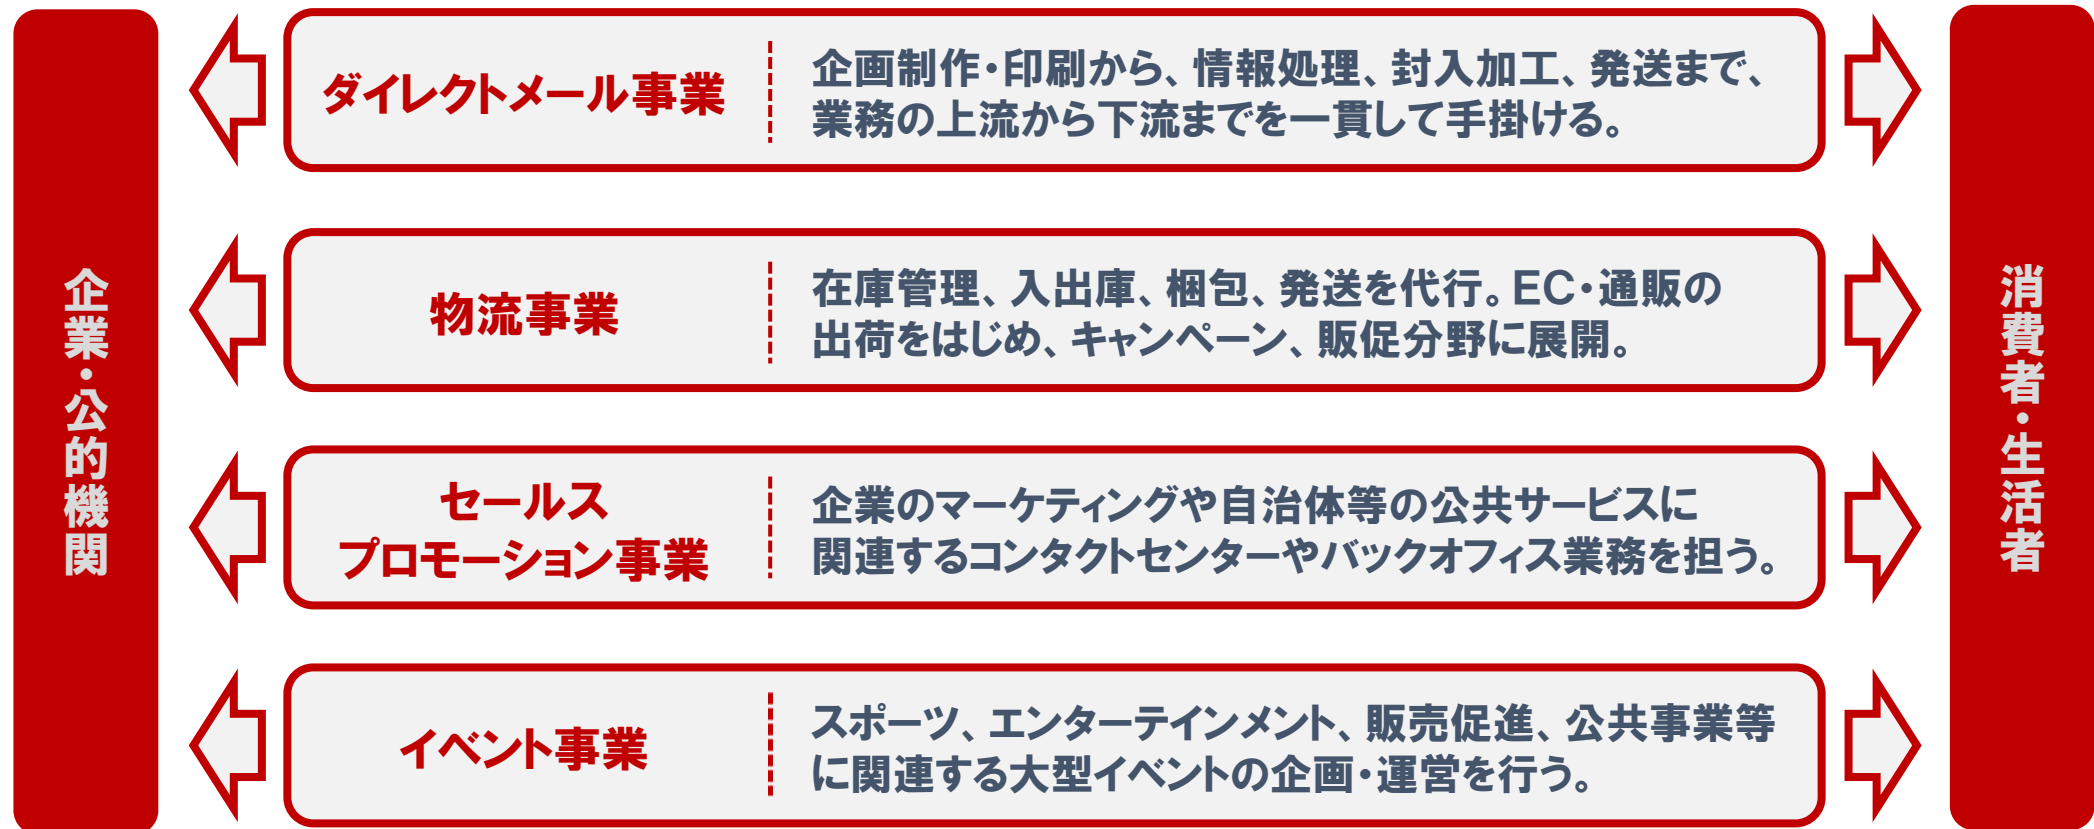 企業・公的機関
ダイレクトメール事業
企画制作・印刷から、情報処理、封入加工、発送まで、
業務の上流から下流までを一貫して手掛ける。
物流事業
在庫管理、入出庫、梱包、発送を代行。EC・通販の
出荷をはじめ、キャンペーン、販促分野に展開。
セールス
プロモーション事業
企業のマーケティングや自治体等の公共サービスに
関連するコンタクトセンターやバックオフィス業務を担う。
イベント事業
スポーツ、エンターテインメント、販売促進、公共事業等
に関連する大型イベントの企画・運営を行う。
消費者・生活者